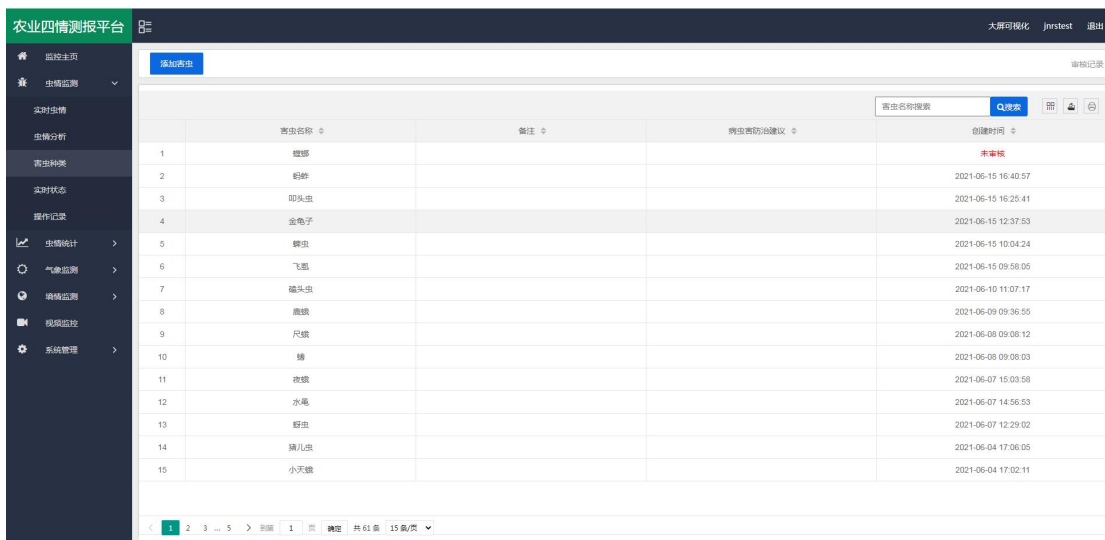 农业四情测报平台
大屏可视化 jnrstest 退出
监控主页
虫情监测
实时虫情
虫情分析
害虫种类
实时状态
操作记录
虫情统计
气象监测
墒情监测
视频监控
系统管理
添加害虫
审核记录
害虫名称搜索 搜索
害虫名称 备注 病虫害防治建议 创建时间
1 螳螂 未审核
2 蚂蚱 2021-06-15 16:40:57
3 叩头虫 2021-06-15 16:25:41
4 金龟子 2021-06-15 12:37:53
5 蝉虫 2021-06-15 10:04:24
6 飞虱 2021-06-15 09:58:05
7 磕头虫 2021-06-10 11:07:17
8 鹿蛾 2021-06-09 09:36:55
9 尺蛾 2021-06-08 09:08:12
10 2021-06-08 09:08:03
11 夜蛾 2021-06-07 15:03:58
12 水黾 2021-06-07 14:56:53
13 蚜虫 2021-06-07 12:29:02
14 猪儿虫 2021-06-04 17:06:05
15 小天蛾 2021-06-04 17:02:11
1 2 3 ... 5 到第 1 页 确定 共 61 条 15 条/页